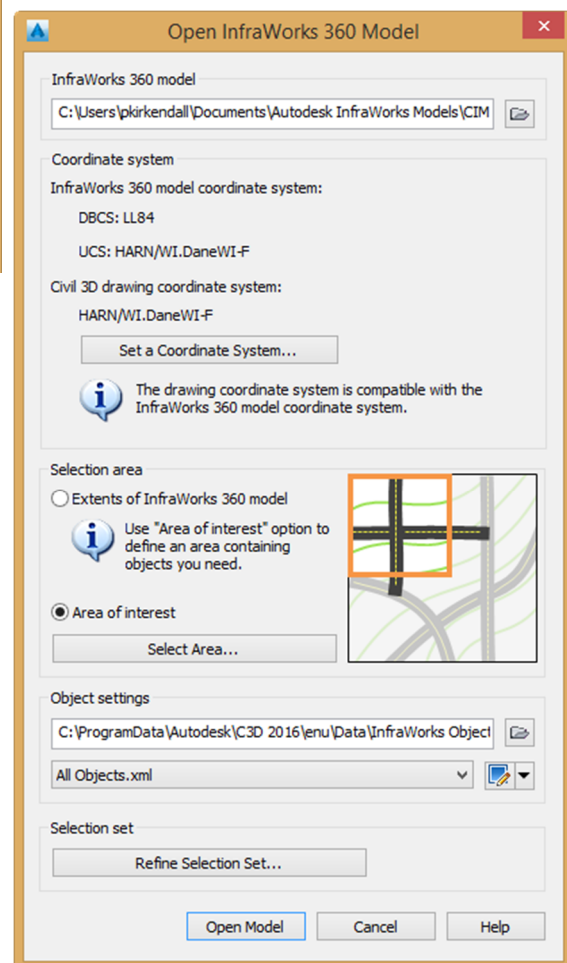 Open InfraWorks 360 Model
InfraWorks 360 model
C:\Users\pkirkendall\Documents\Autodesk InfraWorks Models\CIM
Coordinate system
InfraWorks 360 model coordinate system:
DBCS: LL84
UCS: HARN/WI.DaneWI-F
Civil 3D drawing coordinate system:
HARN/WI.DaneWI-F
Set a Coordinate System...
The drawing coordinate system is compatible with the
InfraWorks 360 model coordinate system.
Selection area
Extents of InfraWorks 360 model
Use "Area of interest" option to
define an area containing
objects you need.
Area of interest
Select Area...
Object settings
C:\ProgramData\Autodesk\C3D 2016\enu\Data\InfraWorks Object
All Objects.xml
Selection set
Refine Selection Set...
Open Model
Cancel
Help